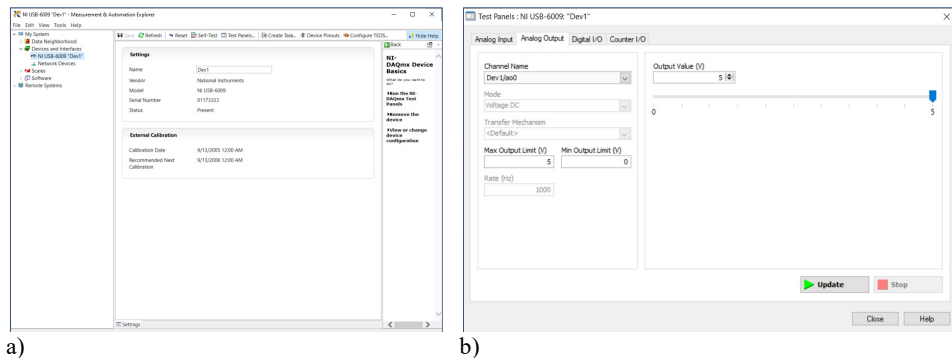 NI USB-6009 "Dev1" - Measurement & Automation Explorer
File Edit View Tools Help
My System
Data Neighborhood
Devices and Interfaces
NI USB-6009 "Dev1"
Network Devices
Scales
Software
Remote Systems
Save Refresh Reset Self-Test Test Panels... Create Task... Device Pinouts Configure TEDS... Hide Help
Settings
Name Dev1
Vendor National Instruments
Model NI USB-6009
Serial Number 01173323
Status Present
External Calibration
Calibration Date 9/13/2005 12:00 AM
Recommended Next 9/13/2006 12:00 AM
Calibration
Settings
Back
NI-
DAQmx Device
Basics
What do you want to
do?
Run the NI-
DAQmx Test
Panels
Remove the
device
View or change
device
configuration
a)
Test Panels : NI USB-6009: "Dev1"
Analog Input Analog Output Digital I/O Counter I/O
Channel Name
Dev1/ao0
Mode
Voltage DC
Transfer Mechanism
<Default>
Max Output Limit (V) Min Output Limit (V)
5 0
Rate (Hz)
1000
Output Value (V)
5
0 5
Update Stop
Close Help
b)